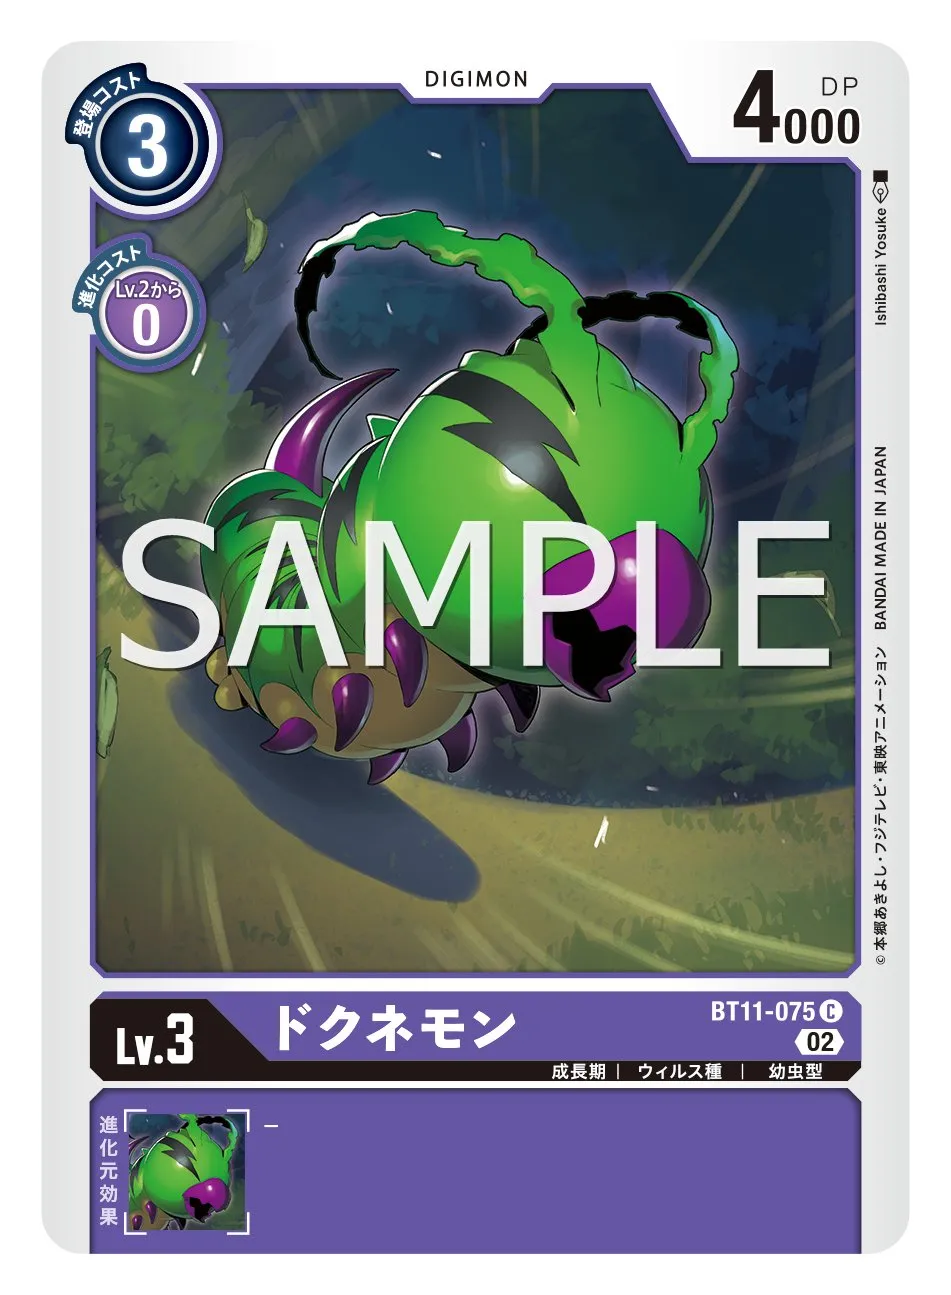 DIGIMON
登場コスト
3
DP
4000
進化コスト
Lv.2から
0
Ishibashi Yosuke
SAMPLE
©本郷あきよし・フジテレビ・東映アニメーション BANDAI MADE IN JAPAN
Lv.3
ドクネモン
BT11-075 C
02
成長期 | ウィルス種 | 幼虫型
進化元効果
–